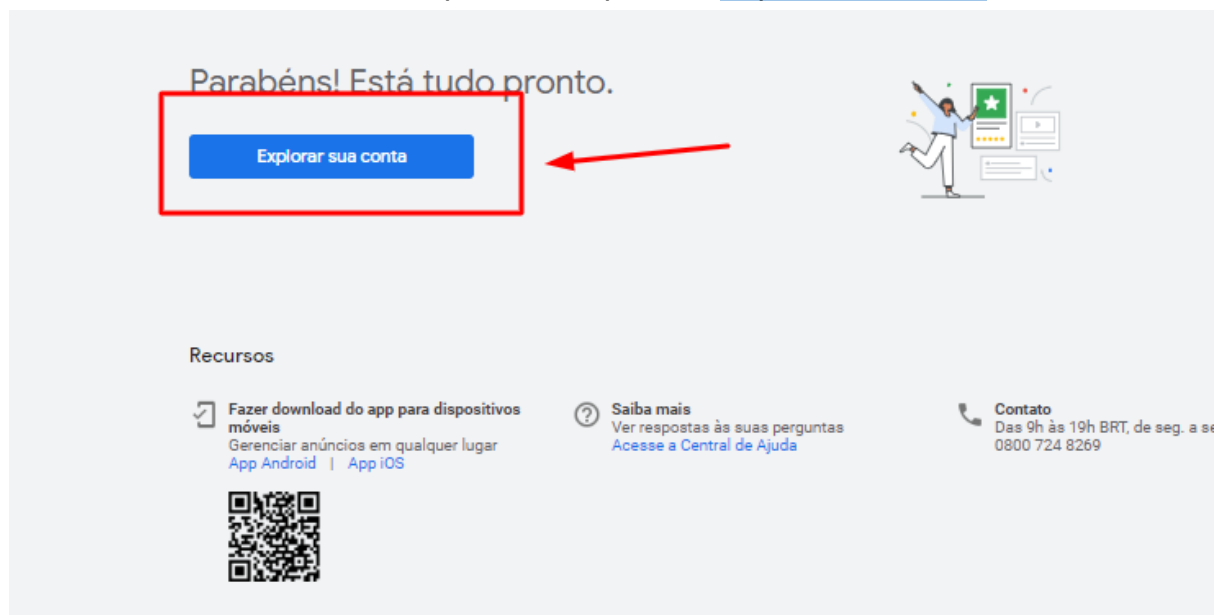 Parabéns! Está tudo pronto.
Explorar sua conta
Recursos
Fazer download do app para dispositivos
móveis
Gerenciar anúncios em qualquer lugar
App Android | App iOS
Saiba mais
Ver respostas às suas perguntas
Acesse a Central de Ajuda
Contato
Das 9h às 19h BRT, de seg. a se
0800 724 8269